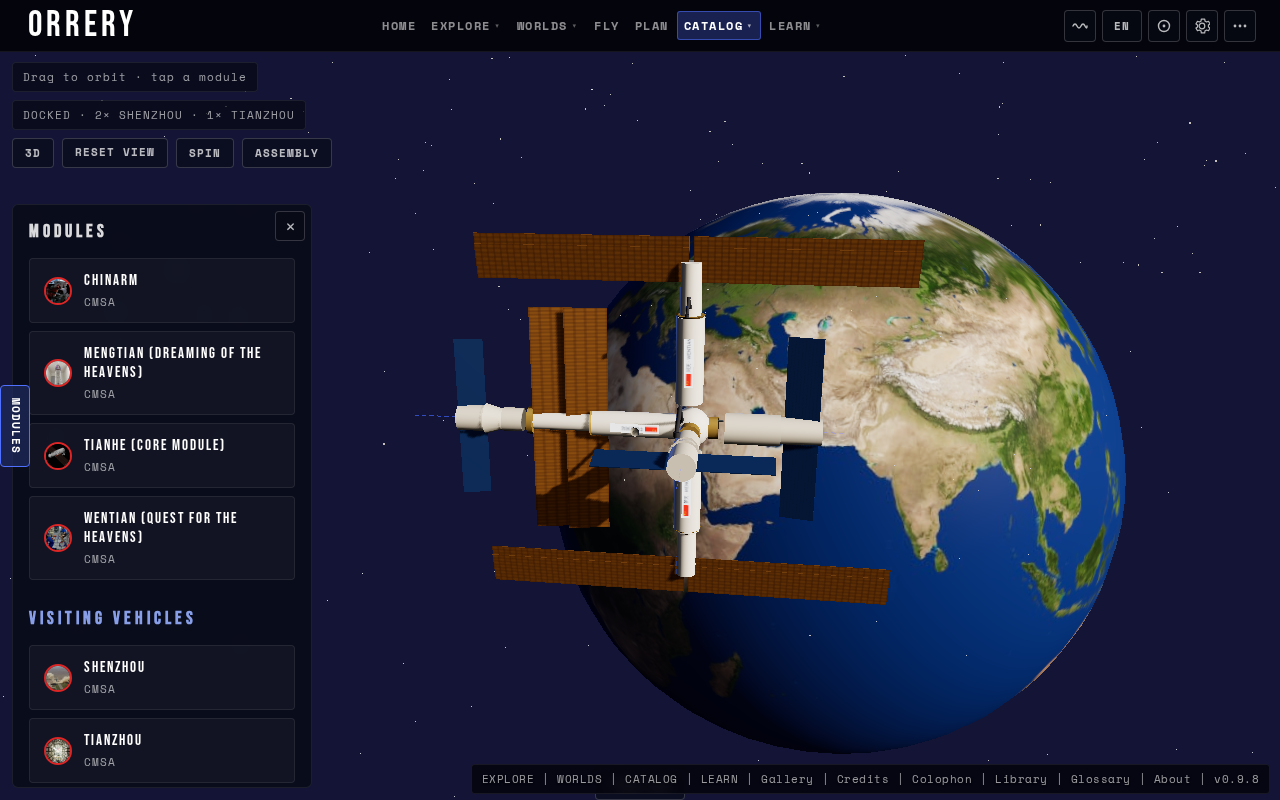 ORRERY
HOME EXPLORE WORLDS FLY PLAN CATALOG LEARN
EN
Drag to orbit · tap a module
DOCKED · 2× SHENZHOU · 1× TIANZHOU
3D RESET VIEW SPIN ASSEMBLY
MODULES
MODULES
CHINARM
CMSA
MENGTIAN (DREAMING OF THE
HEAVENS)
CMSA
TIANHE (CORE MODULE)
CMSA
WENTIAN (QUEST FOR THE
HEAVENS)
CMSA
VISITING VEHICLES
SHENZHOU
CMSA
TIANZHOU
CMSA
EXPLORE | WORLDS | CATALOG | LEARN | Gallery | Credits | Colophon | Library | Glossary | About | v0.9.8